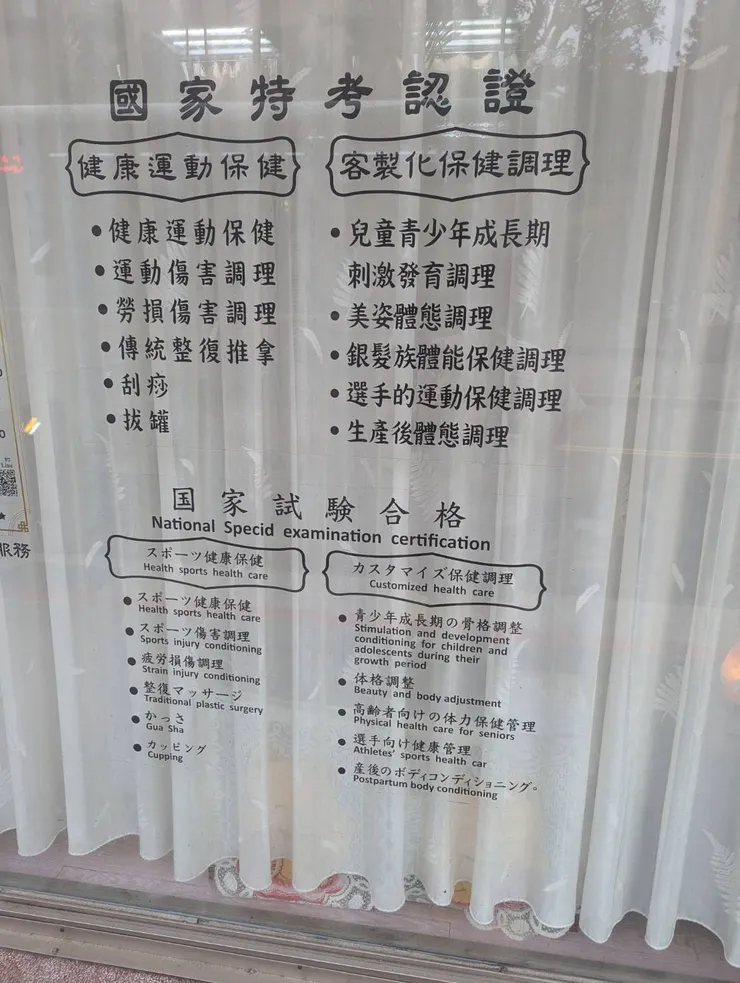 國家特考認證
健康運動保健
• 健康運動保健
• 運動傷害調理
• 勞損傷害調理
• 傳統整復推拿
• 刮痧
• 拔罐
客製化保健調理
• 兒童青少年成長期
刺激發育調理
• 美姿體態調理
• 銀髮族體能保健調理
• 選手的運動保健調理
• 生產後體態調理
国家試験合格
National Specid examination certification
スポーツ健康保健
Health sports health care
• スポーツ健康保健
Health sports health care
• スポーツ傷害調理
Sports injury conditioning
• 疲労損傷調理
Strain injury conditioning
• 整復マッサージ
Traditional plastic surgery
• かっさ
Gua Sha
• カッピング
Cupping
カスタマイズ保健調理
Customized health care
• 青少年成長期の骨格調整
Stimulation and development
conditioning for children and
adolescents during their
growth period
• 体格調整
Beauty and body adjustment
• 高齢者向けの体力保健管理
Physical health care for seniors
• 選手向け健康管理
Athletes' sports health car
• 産後のボディコンディショニング。
Postpartum body conditioning
服務